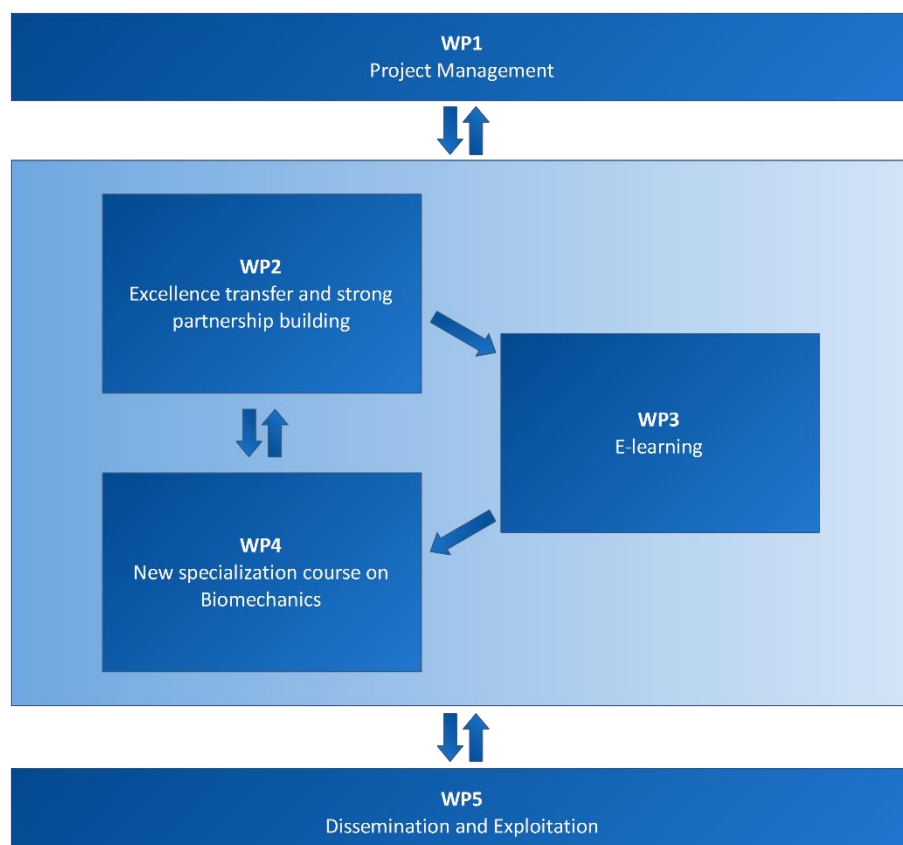 WP1
Project Management
WP2
Excellence transfer and strong
partnership building
WP3
E-learning
WP4
New specialization course on
Biomechanics
WP5
Dissemination and Exploitation